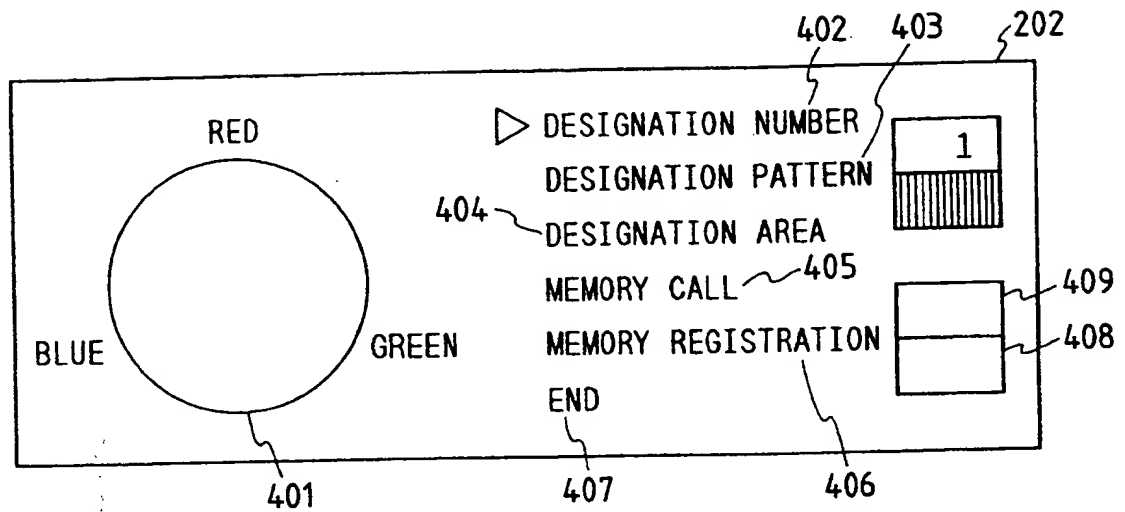 402 403 202
RED
DESIGNATION NUMBER
1
DESIGNATION PATTERN
404
DESIGNATION AREA
MEMORY CALL 405
409
BLUE
GREEN
MEMORY REGISTRATION
408
END
401
407
406